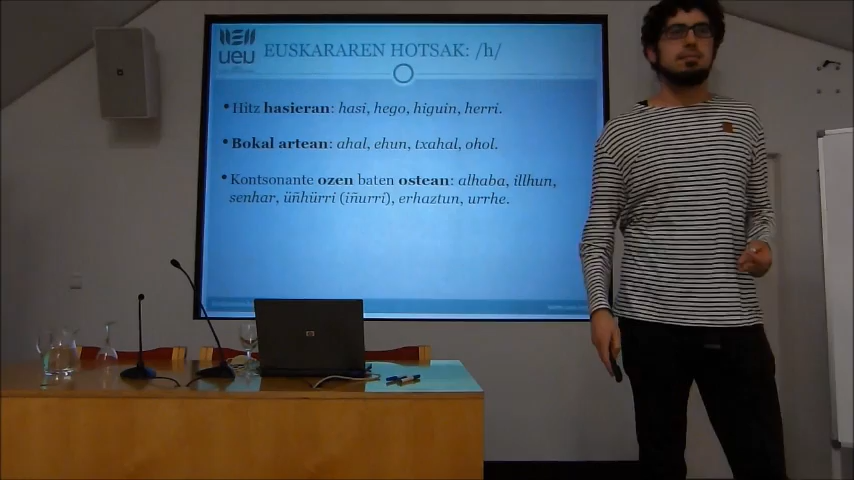 ueu
EUSKARAREN HOTSAK: /h/
• Hitz hasieran: hasi, hego, higuin, herri.
• Bokal artean: ahal, ehun, txahal, ohol.
• Kontsonante ozen baten ostean: alhaba, illhun,
senhar, üñhürri (iñurri), erhaztun, urrhe.
hp